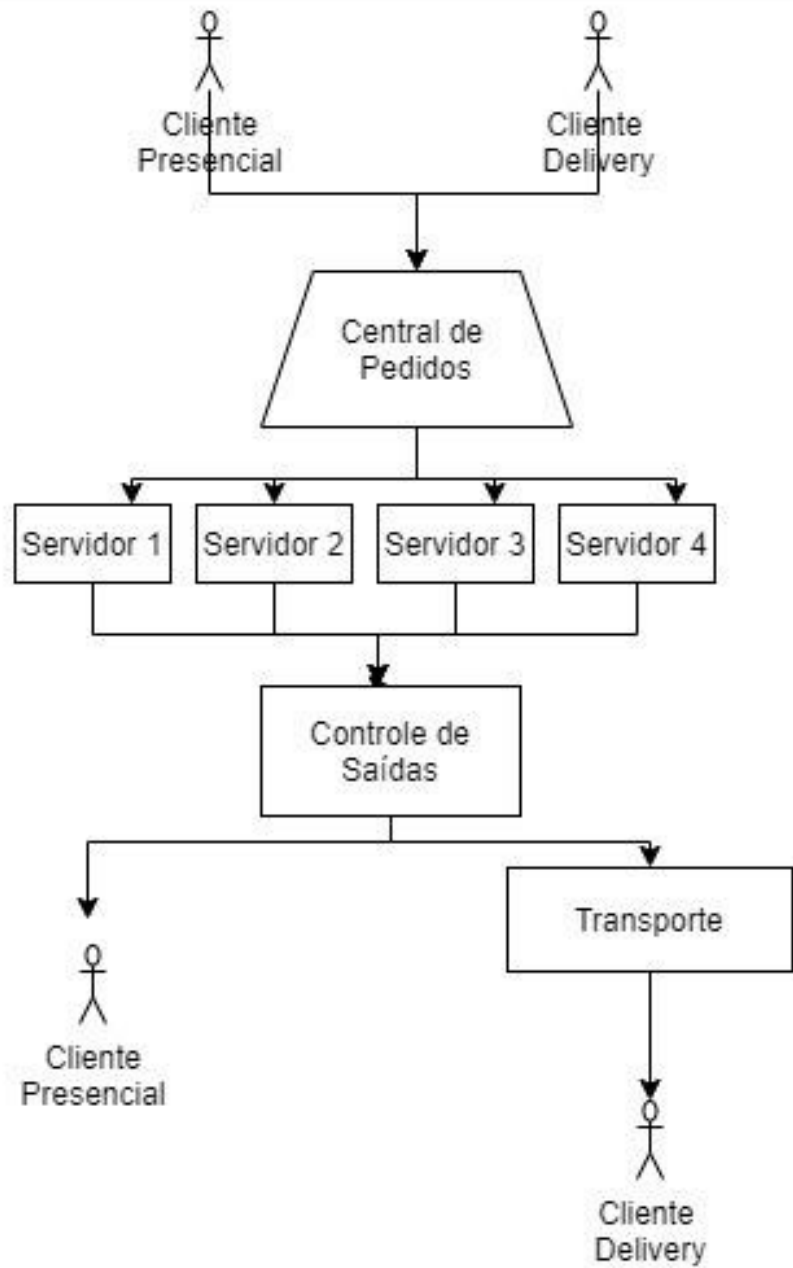 Cliente
Presencial
Cliente
Delivery
Central de
Pedidos
Servidor 1
Servidor 2
Servidor 3
Servidor 4
Controle de
Saídas
Transporte
Cliente
Presencial
Cliente
Delivery